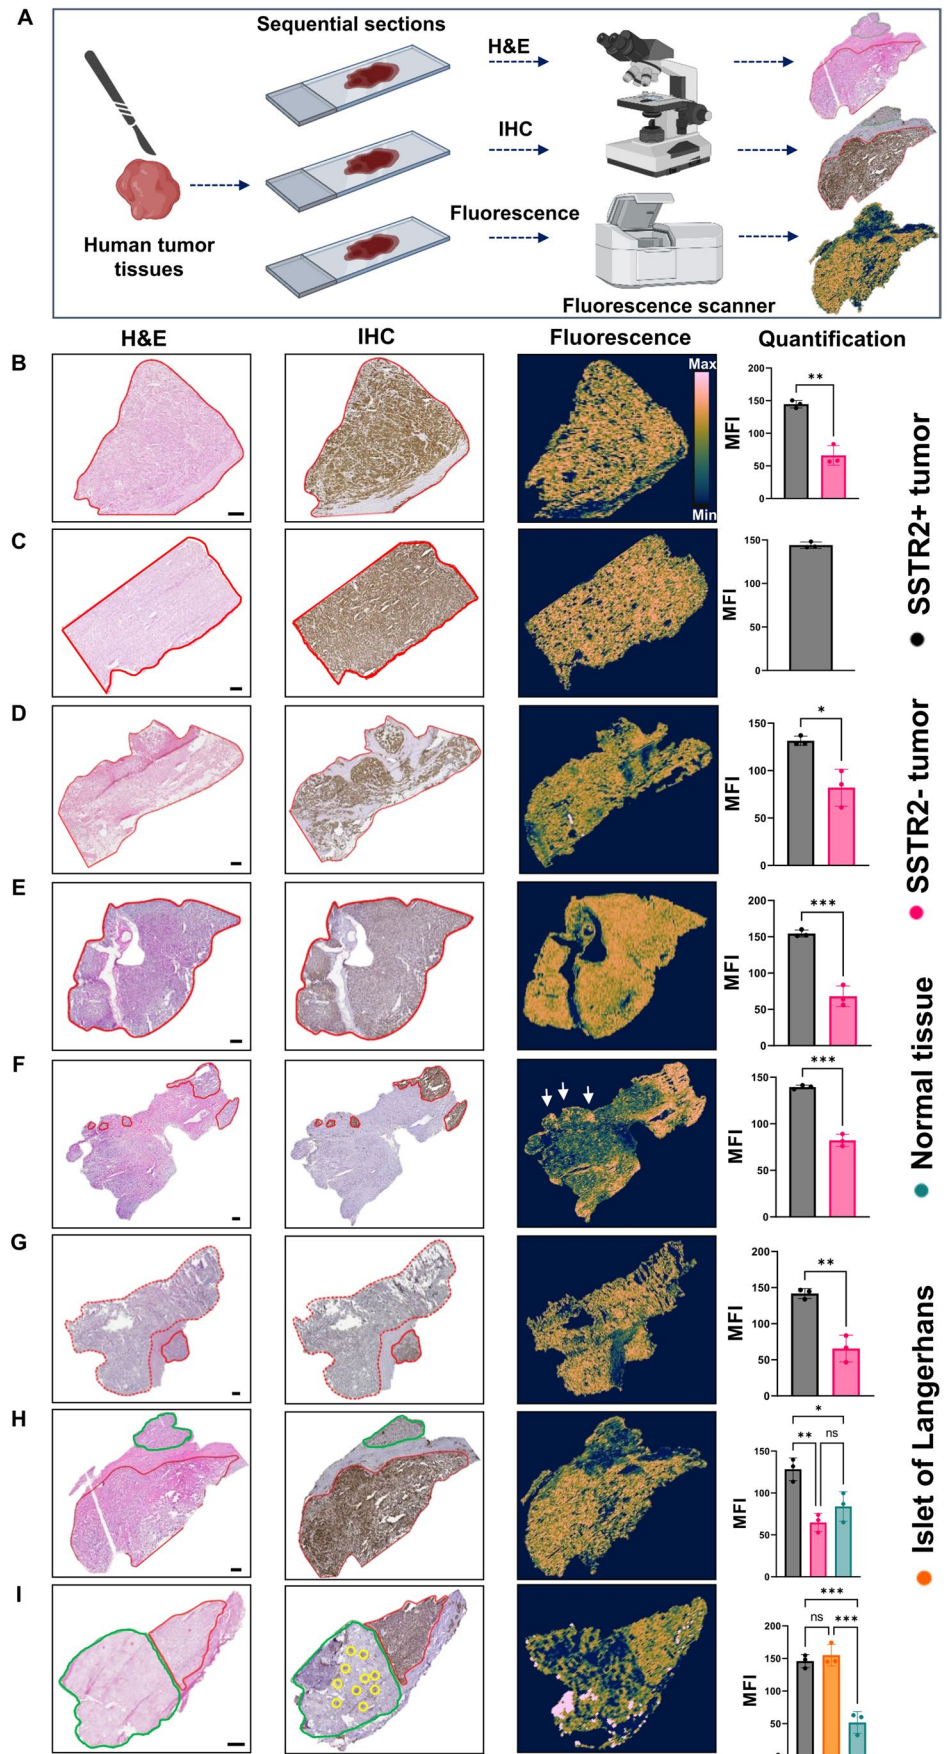 A
Sequential sections
H&E
IHC
Fluorescence
Human tumor
tissues
Fluorescence scanner
H&E
IHC
Fluorescence
Quantification
B
Max
Min
200
150
100
50
0
MFI
**
C
150
100
50
0
MFI
D
150
100
50
0
MFI
*
E
200
150
100
50
0
MFI
***
F
150
100
50
0
MFI
***
G
200
150
100
50
0
MFI
**
H
150
100
50
0
MFI
*
**
ns
I
200
150
100
50
MFI
***
ns
***
SSTR2+ tumor
SSTR2- tumor
Normal tissue
Islet of Langerhans